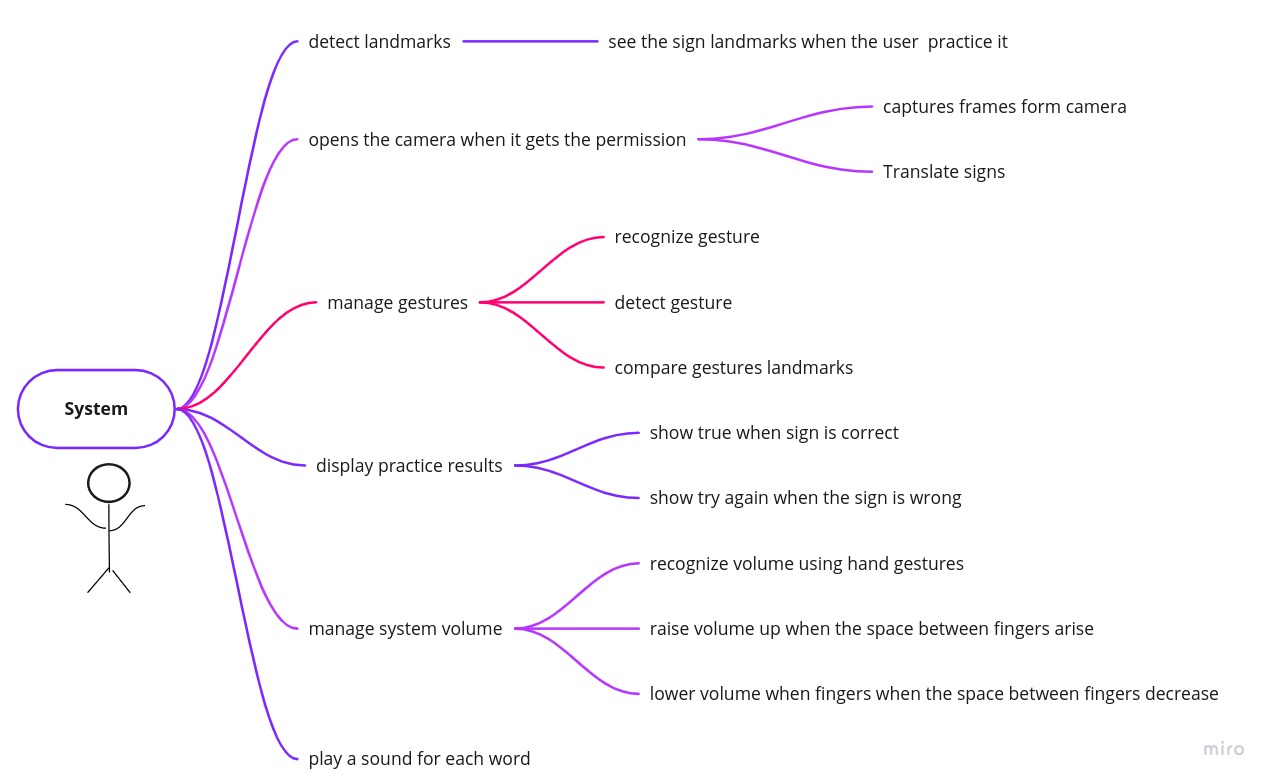 detect landmarks
see the sign landmarks when the user  practice it
opens the camera when it gets the permission
captures frames form camera
Translate signs
manage gestures
recognize gesture
detect gesture
compare gestures landmarks
System
display practice results
show true when sign is correct
show try again when the sign is wrong
manage system volume
recognize volume using hand gestures
raise volume up when the space between fingers arise
lower volume when fingers when the space between fingers decrease
play a sound for each word
miro